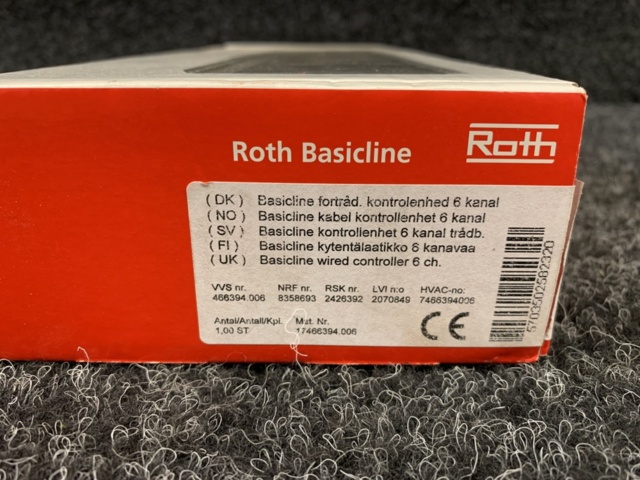 Roth Basicline
Roth
( DK ) Basicline fortråd. kontrolenhed 6 kanal
( NO ) Basicline kabel kontrollenhet 6 kanal
( SV ) Basicline kontrollenhet 6 kanal trådb.
( FI ) Basicline kytentälaatikko 6 kanavaa
( UK ) Basicline wired controller 6 ch.
VVS nr. NRF nr. RSK nr. LVI n:o HVAC-no:
466394.006 8358693 2426392 2070849 7466394006
Antal/Antall/Kpl. Mat. Nr.
1,00 ST 17466394.006
CE
5703502582320